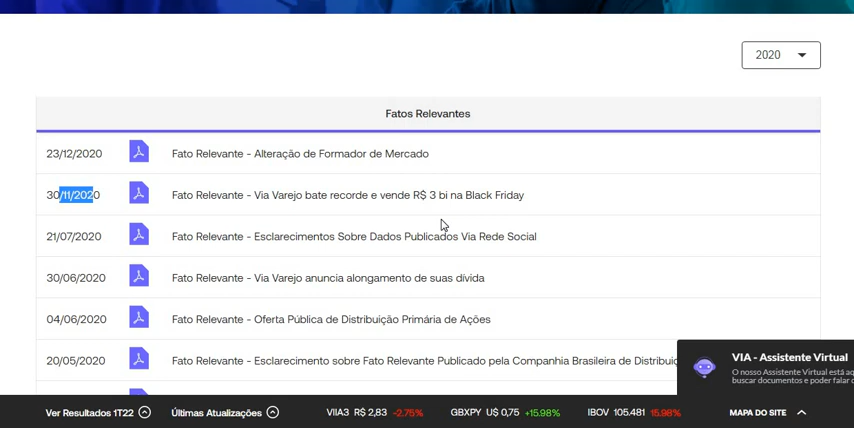 2020
Fatos Relevantes
23/12/2020 Fato Relevante - Alteração de Formador de Mercado
30/11/2020 Fato Relevante - Via Varejo bate recorde e vende R$ 3 bi na Black Friday
21/07/2020 Fato Relevante - Esclarecimentos Sobre Dados Publicados Via Rede Social
30/06/2020 Fato Relevante - Via Varejo anuncia alongamento de suas dívida
04/06/2020 Fato Relevante - Oferta Pública de Distribuição Primária de Ações
20/05/2020 Fato Relevante - Esclarecimento sobre Fato Relevante Publicado pela Companhia Brasileira de
VIA - Assistente Virtual
O nosso Assistente Virtual está
buscar documentos e poder falar
Ver Resultados 1T22 Últimas Atualizações VIIA3 R$ 2,83 -2.75% GBXPY U$ 0,75 +15.98% IBOV 105.481 15.98% MAPA DO SITE